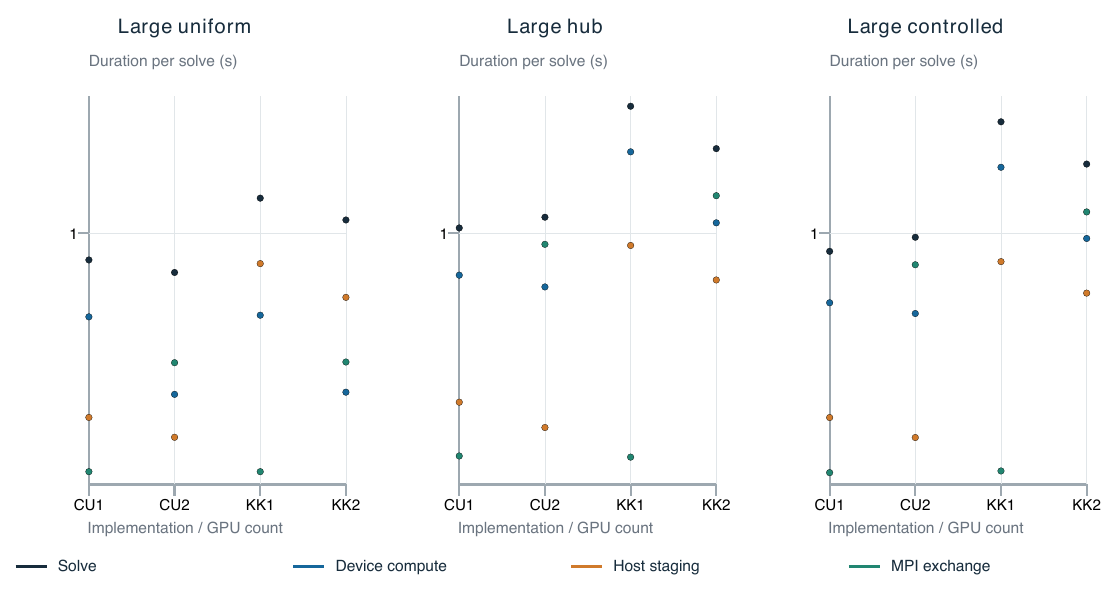 Large uniform
Large hub
Large controlled
Duration per solve (s)
Duration per solve (s)
Duration per solve (s)
1
1
1
CU1 CU2 KK1 KK2
CU1 CU2 KK1 KK2
CU1 CU2 KK1 KK2
Implementation / GPU count
Implementation / GPU count
Implementation / GPU count
Solve
Device compute
Host staging
MPI exchange